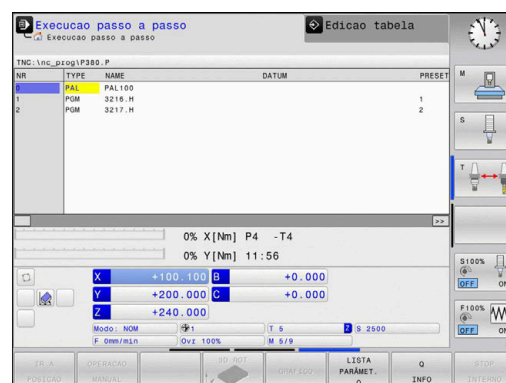 Execucao passo a passo
Edicao tabela
Execucao passo a passo
TNC:\nc_prog\P380.P
NR TYPE NAME DATUM PRESET
0 PAL PAL100
1 PGM 3216.H 1
2 PGM 3217.H 2
>>
M
S
T
0% X[Nm] P4 -T4
0% Y[Nm] 11:56
X +100.100 B +0.000
Y +200.000 C +0.000
Z +240.000
Modo: NOM 1 T 5 Z S 2500
F 0mm/min Ovr 100% M 5/9
S100%
OFF ON
F100%
OFF ON
IR A
POSICAO
OPERACAO
MANUAL
3D ROT
GRAFICO
LISTA
PARÂMET.
Q
Q
INFO
STOP
INTERNO